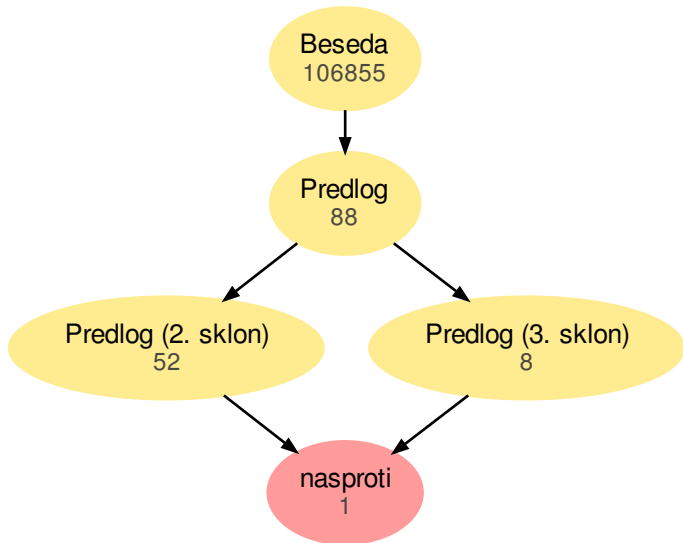 Beseda
106855
Predlog
88
Predlog (2. sklon)
52
Predlog (3. sklon)
8
nasproti
1